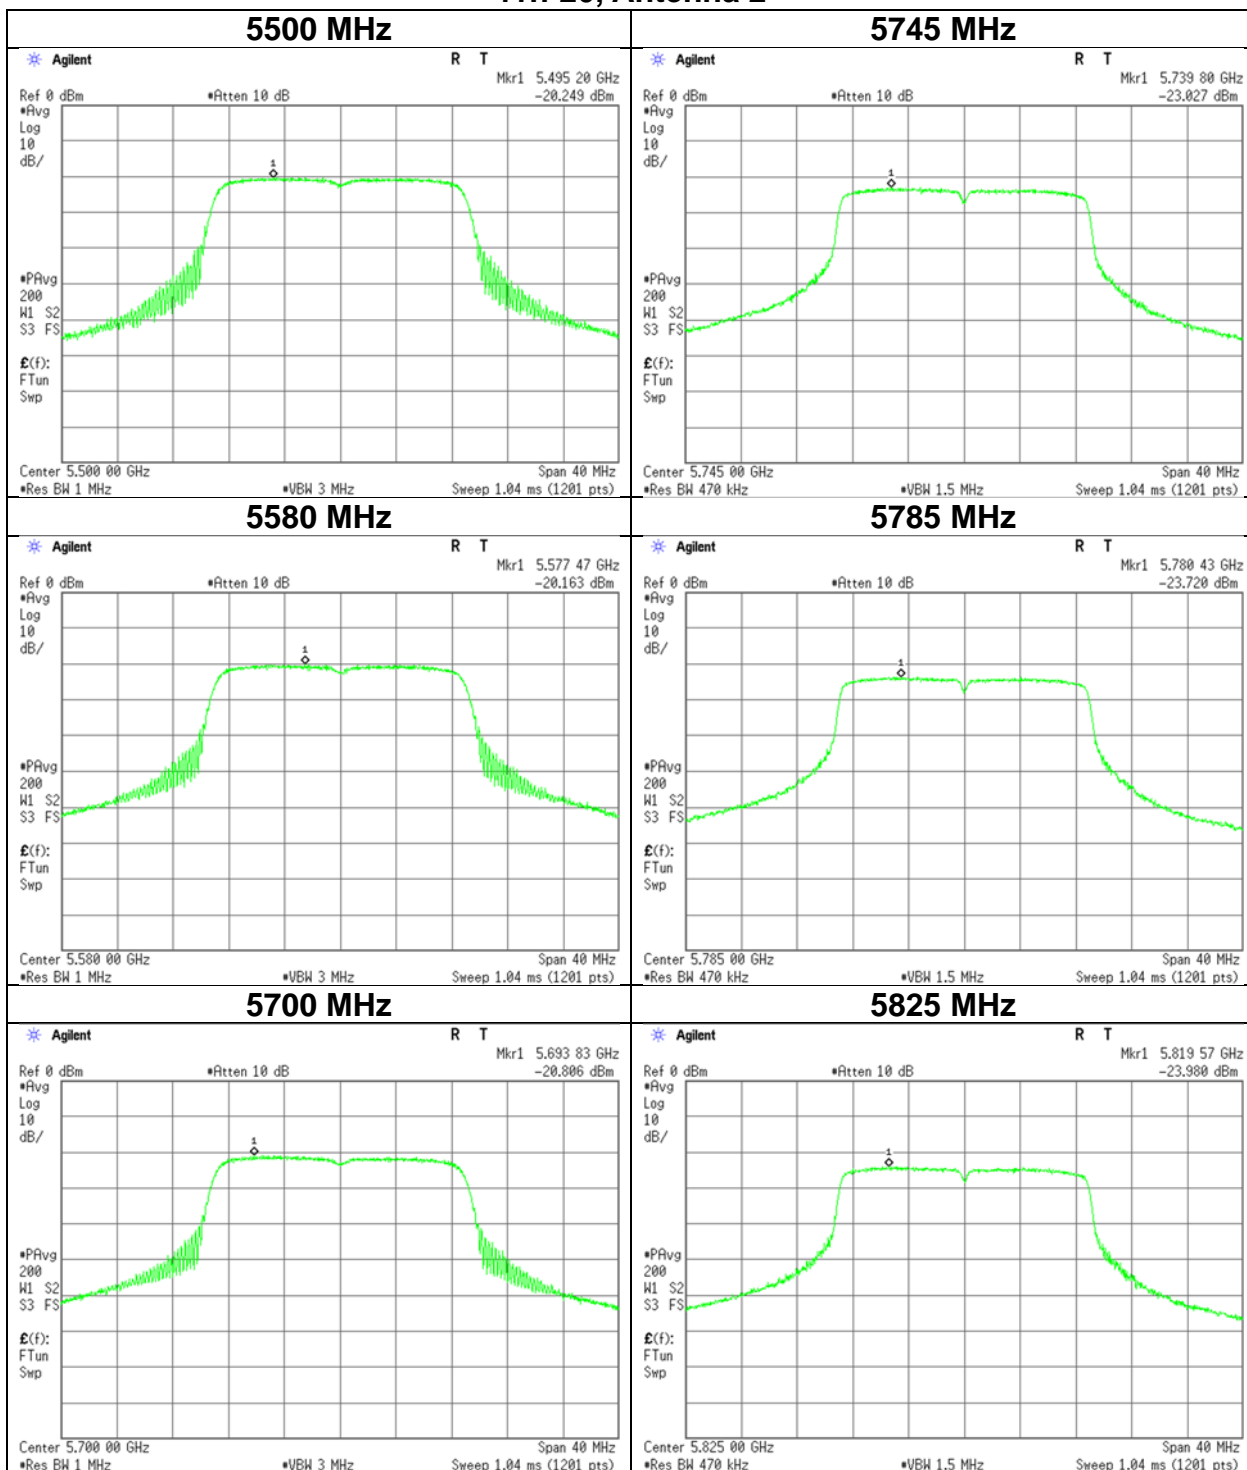 5500 MHz
5745 MHz
Agilent
R T
Mkr1 5.495 20 GHz
Ref 0 dBm
*Atten 10 dB
-20.249 dBm
*Avg
Log
10
dB/
1
*PAvg
200
W1 S2
S3 FS
£(f):
FTun
Swp
Center 5.500 00 GHz
Span 40 MHz
*Res BW 1 MHz
*VBW 3 MHz
Sweep 1.04 ms (1201 pts)
Agilent
R T
Mkr1 5.739 80 GHz
Ref 0 dBm
*Atten 10 dB
-23.027 dBm
*Avg
Log
10
dB/
1
*PAvg
200
W1 S2
S3 FS
£(f):
FTun
Swp
Center 5.745 00 GHz
Span 40 MHz
*Res BW 470 kHz
*VBW 1.5 MHz
Sweep 1.04 ms (1201 pts)
5580 MHz
5785 MHz
Agilent
R T
Mkr1 5.577 47 GHz
Ref 0 dBm
*Atten 10 dB
-20.163 dBm
*Avg
Log
10
dB/
1
*PAvg
200
W1 S2
S3 FS
£(f):
FTun
Swp
Center 5.580 00 GHz
Span 40 MHz
*Res BW 1 MHz
*VBW 3 MHz
Sweep 1.04 ms (1201 pts)
Agilent
R T
Mkr1 5.780 43 GHz
Ref 0 dBm
*Atten 10 dB
-23.720 dBm
*Avg
Log
10
dB/
1
*PAvg
200
W1 S2
S3 FS
£(f):
FTun
Swp
Center 5.785 00 GHz
Span 40 MHz
*Res BW 470 kHz
*VBW 1.5 MHz
Sweep 1.04 ms (1201 pts)
5700 MHz
5825 MHz
Agilent
R T
Mkr1 5.693 83 GHz
Ref 0 dBm
*Atten 10 dB
-20.806 dBm
*Avg
Log
10
dB/
1
*PAvg
200
W1 S2
S3 FS
£(f):
FTun
Swp
Center 5.700 00 GHz
Span 40 MHz
*Res BW 1 MHz
*VBW 3 MHz
Sweep 1.04 ms (1201 pts)
Agilent
R T
Mkr1 5.819 57 GHz
Ref 0 dBm
*Atten 10 dB
-23.980 dBm
*Avg
Log
10
dB/
1
*PAvg
200
W1 S2
S3 FS
£(f):
FTun
Swp
Center 5.825 00 GHz
Span 40 MHz
*Res BW 470 kHz
*VBW 1.5 MHz
Sweep 1.04 ms (1201 pts)